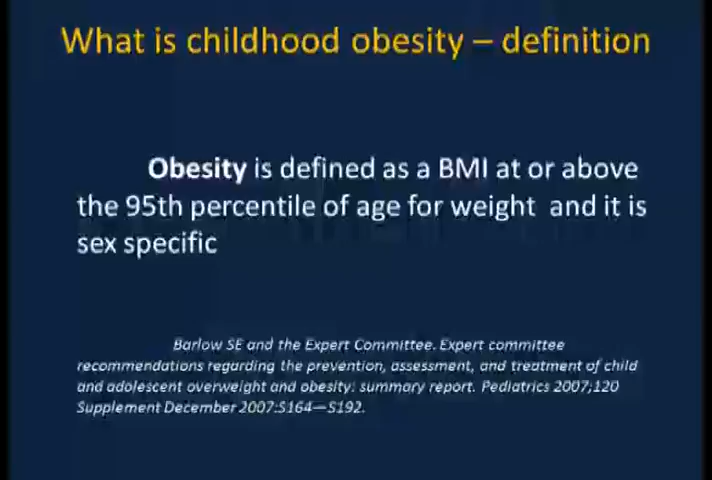 What is childhood obesity – definition
Obesity is defined as a BMI at or above
the 95th percentile of age for weight and it is
sex specific
Barlow SE and the Expert Committee. Expert committee
recommendations regarding the prevention, assessment, and treatment of child
and adolescent overweight and obesity: summary report. Pediatrics 2007;120
Supplement December 2007:S164—S192.